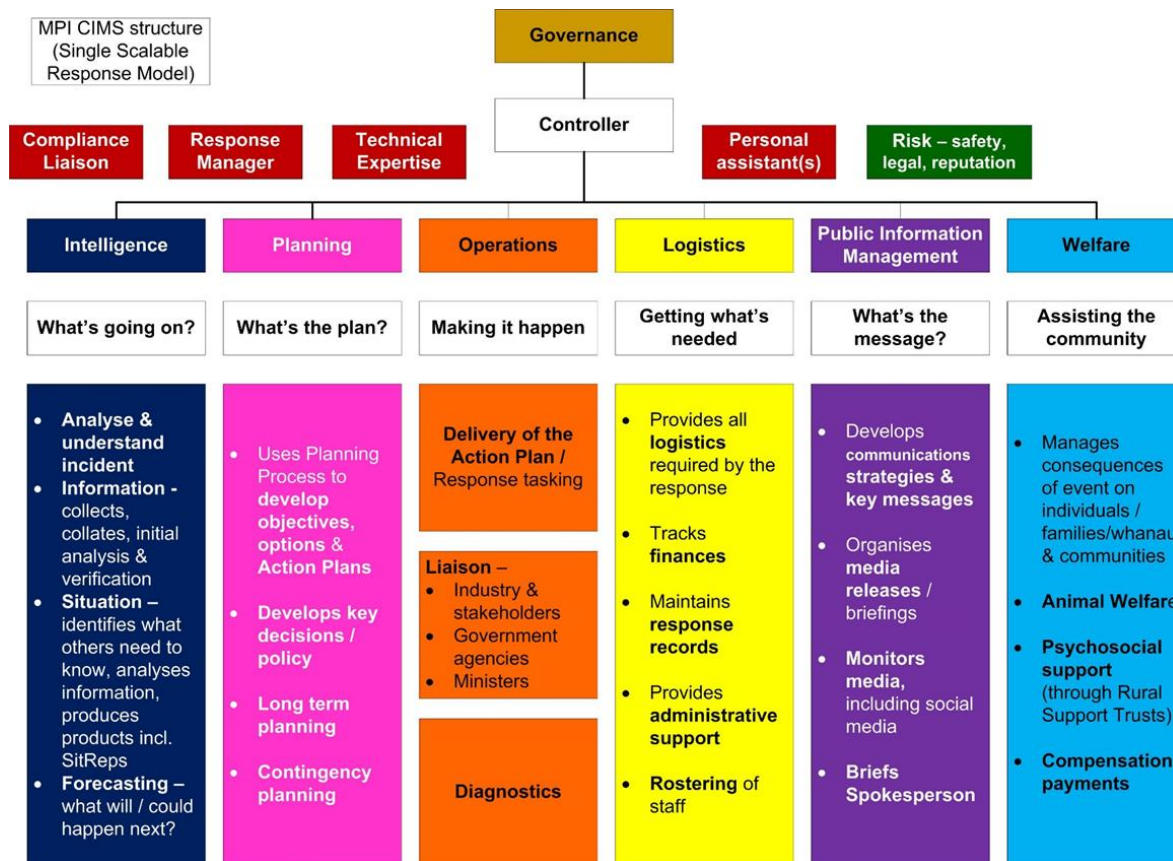 MPI CIMS structure
(Single Scalable
Response Model)
Governance
Controller
Compliance
Liaison
Response
Manager
Technical
Expertise
Personal
assistant(s)
Risk – safety,
legal, reputation
Intelligence
Planning
Operations
Logistics
Public Information
Management
Welfare
What's going on?
What's the plan?
Making it happen
Getting what's
needed
What's the
message?
Assisting the
community
• Analyse &
understand
incident
• Information -
collects,
collates, initial
analysis &
verification
• Situation –
identifies what
others need to
know, analyses
information,
produces
products incl.
SitReps
• Forecasting –
what will / could
happen next?
• Uses Planning
Process to
develop
objectives,
options &
Action Plans
• Develops key
decisions /
policy
• Long term
planning
• Contingency
planning
Delivery of the
Action Plan /
Response tasking
Liaison –
• Industry &
stakeholders
• Government
agencies
• Ministers
Diagnostics
• Provides all
logistics
required by the
response
• Tracks
finances
• Maintains
response
records
• Provides
administrative
support
• Rostering of
staff
• Develops
communications
strategies &
key messages
• Organises
media
releases /
briefings
• Monitors
media,
including social
media
• Briefs
Spokesperson
• Manages
consequences
of event on
individuals /
families/whanau
& communities
• Animal Welfare
• Psychosocial
support
(through Rural
Support Trusts)
• Compensation
payments